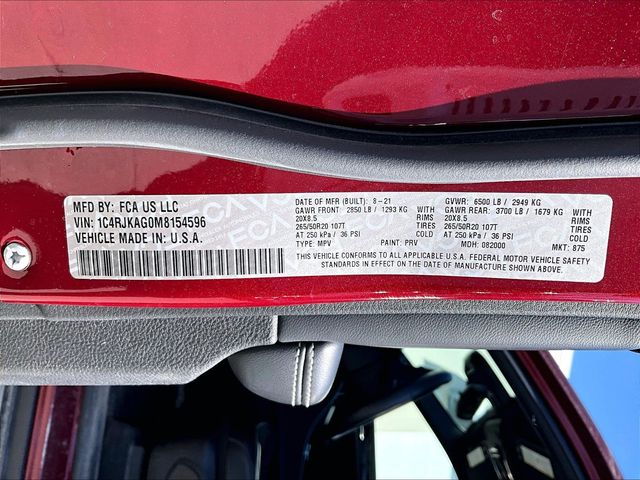 MFD BY: FCA US LLC
VIN: 1C4RJKAG0M8154596
VEHICLE MADE IN: U.S.A.
DATE OF MFR (BUILT): 8-21 GVWR: 6500 LB / 2949 KG
GAWR FRONT: 2850 LB / 1293 KG WITH GAWR REAR: 3700 LB / 1679 KG WITH
20X8.5 RIMS 20X8.5 RIMS
265/50R20 107T TIRES 265/50R20 107T TIRES
AT 250 kPa / 36 PSI COLD AT 250 kPa / 36 PSI COLD
TYPE: MPV PAINT: PRV MDH: 082000 MKT: 875
THIS VEHICLE CONFORMS TO ALL APPLICABLE U.S.A. FEDERAL MOTOR VEHICLE SAFETY
STANDARDS IN EFFECT ON THE DATE OF MANUFACTURE SHOWN ABOVE.